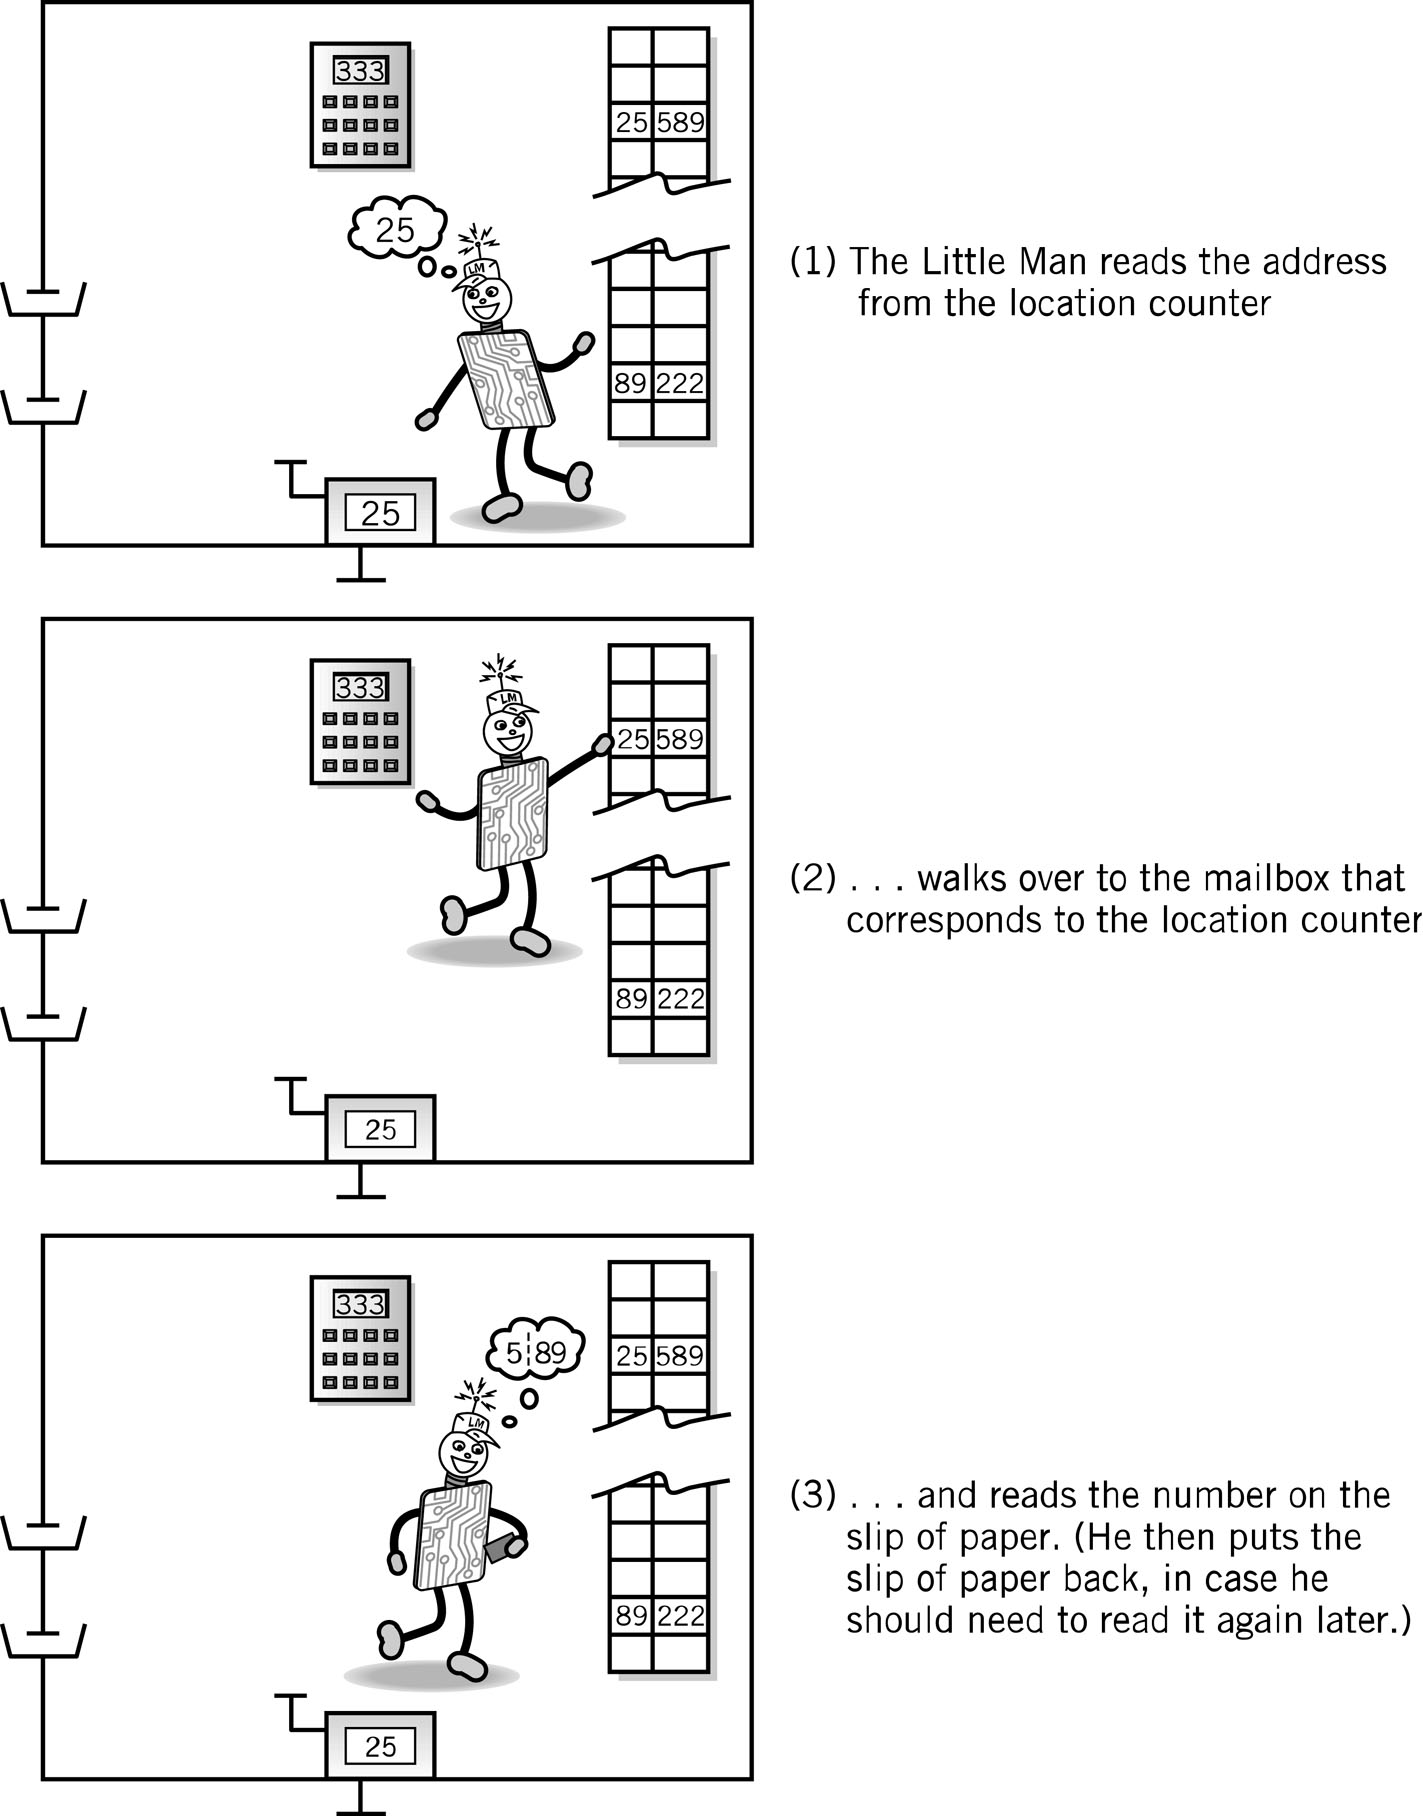 333
25 589
25
LM
89 222
25
(1) The Little Man reads the address
from the location counter
333
LM
25 589
89 222
25
(2) . . . walks over to the mailbox that
corresponds to the location counter
333
5 89
25 589
LM
89 222
25
(3) . . . and reads the number on the
slip of paper. (He then puts the
slip of paper back, in case he
should need to read it again later.)